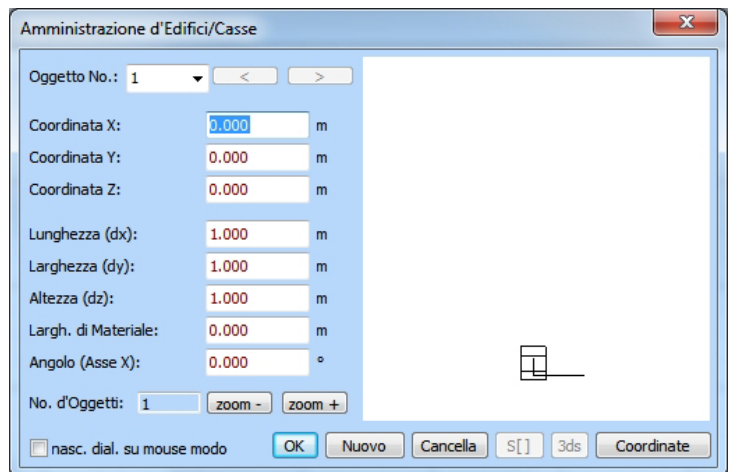 Amministrazione d'Edifici/Casse
x
Oggetto No.: 1 < >
Coordinata X: 0.000 m
Coordinata Y: 0.000 m
Coordinata Z: 0.000 m
Lunghezza (dx): 1.000 m
Larghezza (dy): 1.000 m
Altezza (dz): 1.000 m
Largh. di Materiale: 0.000 m
Angolo (Asse X): 0.000 °
No. d'Oggetti: 1 zoom - zoom +
nasc. dial. su mouse modo OK Nuovo Cancella S[ ] 3ds Coordinate